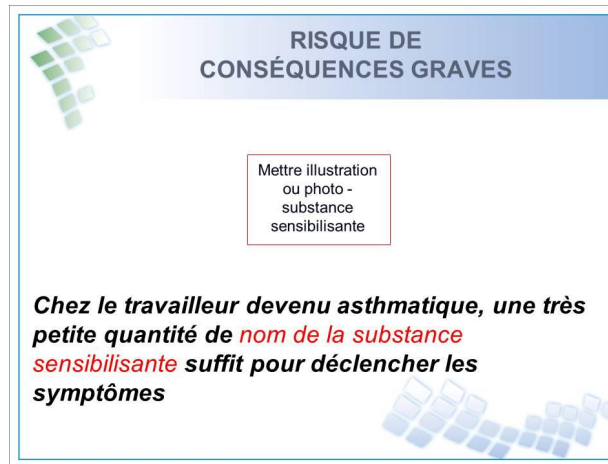 RISQUE DE
CONSÉQUENCES GRAVES
Mettre illustration
ou photo -
substance
sensibilisante
Chez le travailleur devenu asthmatique, une très
petite quantité de nom de la substance
sensibilisante suffit pour déclencher les
symptômes